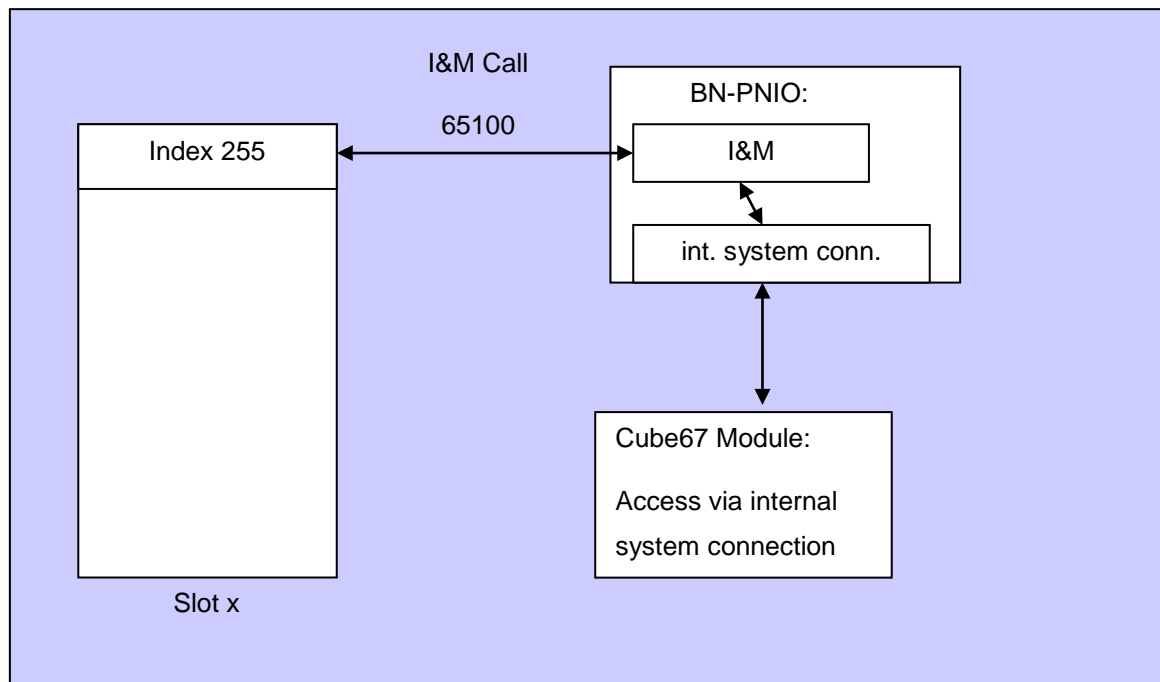 I&M Call
65100
Index 255
Slot x
BN-PNIO:
I&M
int. system conn.
Cube67 Module:
Access via internal
system connection